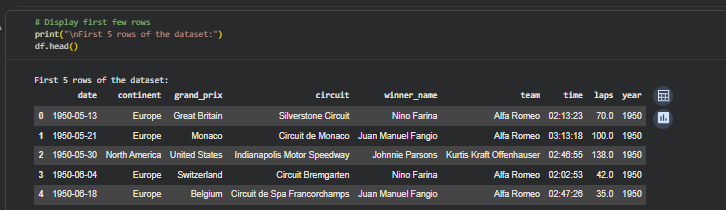 # Display first few rows
print("\nFirst 5 rows of the dataset:")
df.head()
First 5 rows of the dataset:
date continent grand_prix circuit winner_name team time laps year
0 1950-05-13 Europe Great Britain Silverstone Circuit Nino Farina Alfa Romeo 02:13:23 70.0 1950
1 1950-05-21 Europe Monaco Circuit de Monaco Juan Manuel Fangio Alfa Romeo 03:13:18 100.0 1950
2 1950-05-30 North America United States Indianapolis Motor Speedway Johnnie Parsons Kurtis Kraft Offenhauser 02:46:55 138.0 1950
3 1950-06-04 Europe Switzerland Circuit Bremgarten Nino Farina Alfa Romeo 02:02:53 42.0 1950
4 1950-06-18 Europe Belgium Circuit de Spa Francorchamps Juan Manuel Fangio Alfa Romeo 02:47:26 35.0 1950